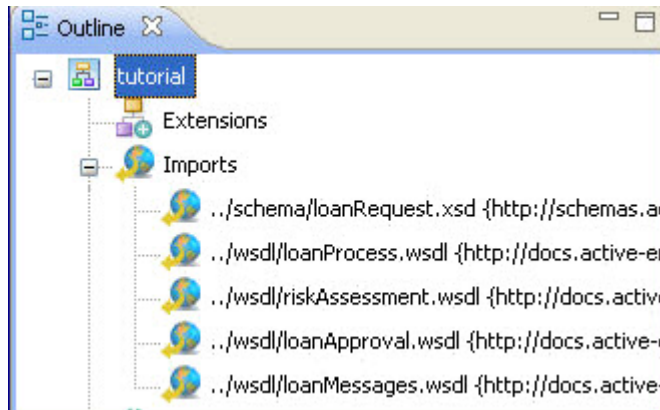 Outline
tutorial
Extensions
Imports
../schema/loanRequest.xsd {http://schemas.a
../wsdl/loanProcess.wsdl {http://docs.active-e
../wsdl/riskAssessment.wsdl {http://docs.activ
../wsdl/loanApproval.wsdl {http://docs.active-
../wsdl/loanMessages.wsdl {http://docs.active